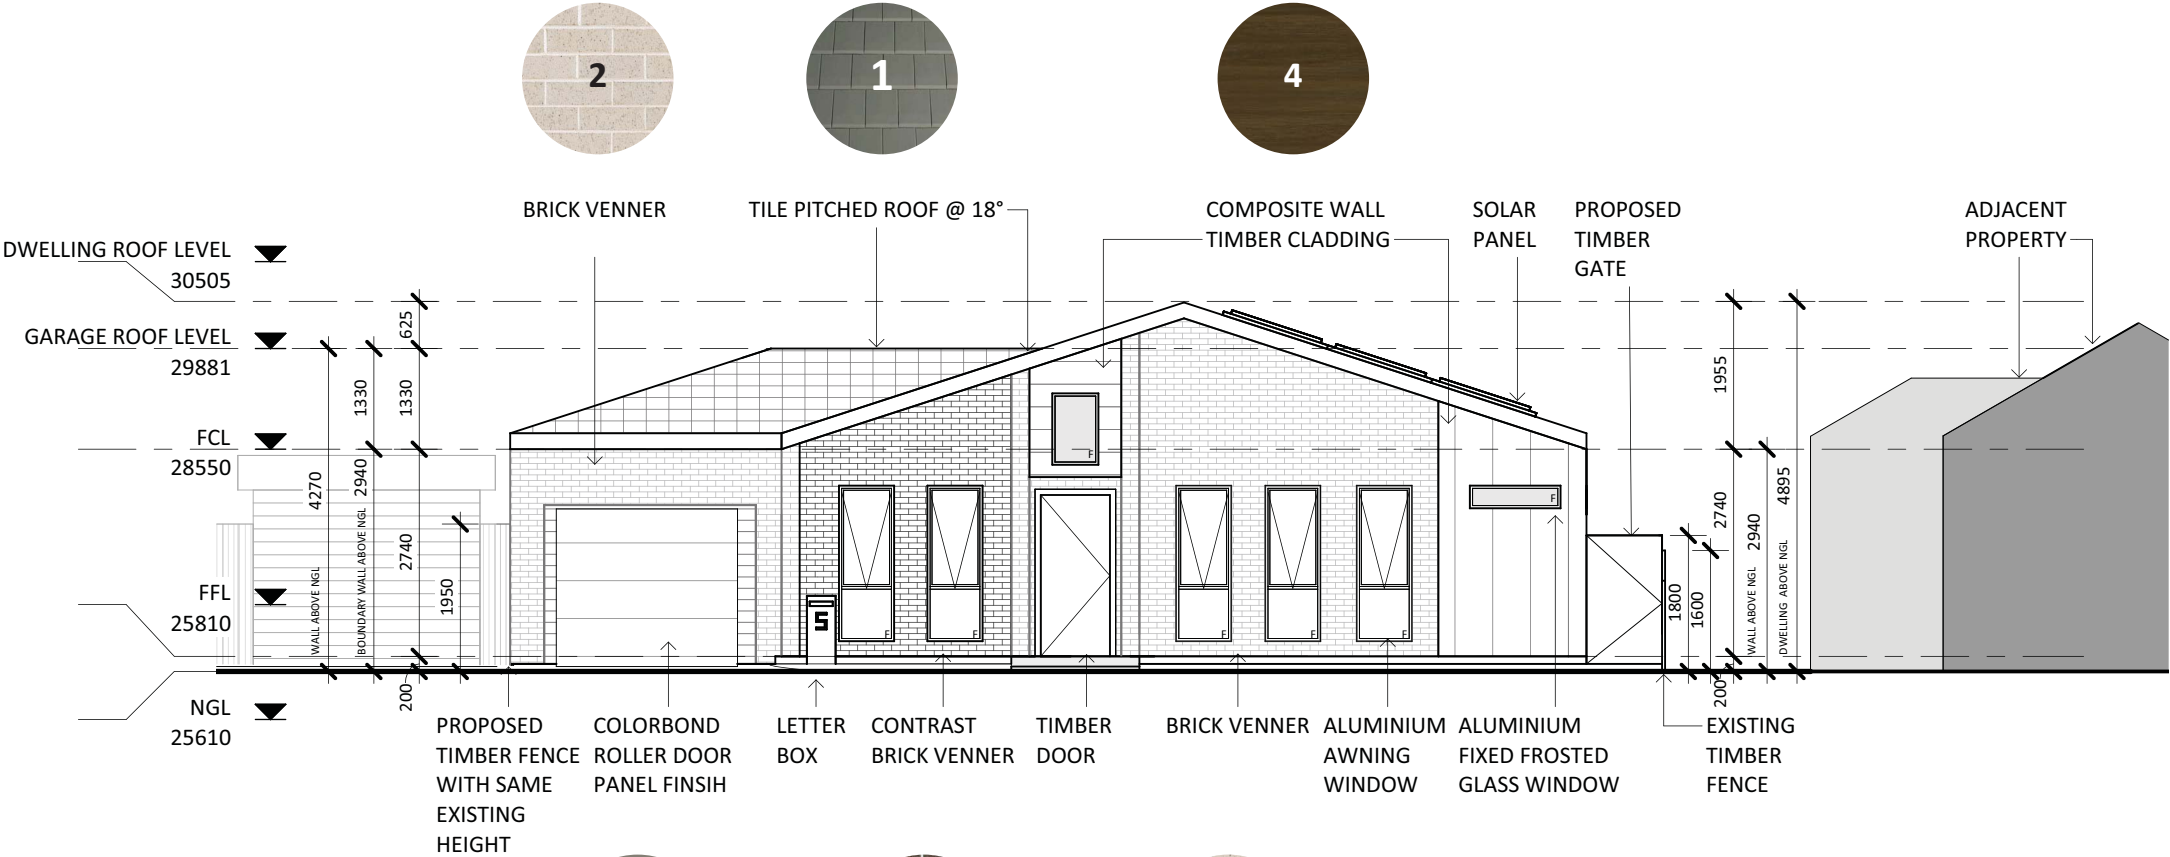 2
1
4
BRICK VENNER
TILE PITCHED ROOF @ 18°
COMPOSITE WALL
TIMBER CLADDING
SOLAR
PANEL
PROPOSED
TIMBER
GATE
ADJACENT
PROPERTY
DWELLING ROOF LEVEL
30505
GARAGE ROOF LEVEL
29881
FCL
28550
FFL
25810
NGL
25610
4270
WALL ABOVE NGL
1330
2940
BOUNDARY WALL ABOVE NGL
625
1330
2740
200
1950
5
F
F
F
F
F
F
F
1955
2740
200
2940
WALL ABOVE NGL
4895
DWELLING ABOVE NGL
1800
1600
PROPOSED
TIMBER FENCE
WITH SAME
EXISTING
HEIGHT
COLORBOND
ROLLER DOOR
PANEL FINSIH
LETTER
BOX
CONTRAST
BRICK VENNER
TIMBER
DOOR
BRICK VENNER
ALUMINIUM
AWNING
WINDOW
ALUMINIUM
FIXED FROSTED
GLASS WINDOW
EXISTING
TIMBER
FENCE